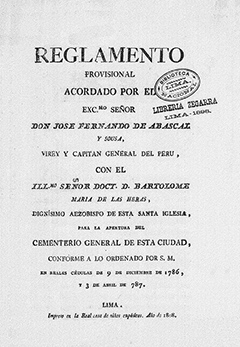 REGLAMENTO
PROVISIONAL
ACORDADO POR EL
EXC.MO SEÑOR
DON JOSE FERNANDO DE ABASCAL
Y SOUSA,
VIREY Y CAPITAN GENERAL DEL PERU,
CON EL
ILL.MO SEÑOR DOCT. D. BARTOLOME
MARIA DE LAS HERAS,
DIGNÍSIMO ARZOBISPO DE ESTA SANTA IGLESIA,
PARA LA APERTURA DEL
CEMENTERIO GENERAL DE ESTA CIUDAD,
CONFORME A LO ORDENADO POR S. M.
EN REALES CÉDULAS DE 9 DE DICIEMBRE DE 1786,
Y 3 DE ABRIL DE 787.
LIMA.
Impreso en la Real casa de niños expósitos. Año de 1808.
BIBLIOTECA
LIMA
NACIONAL
LIBRERIA ZEGARRA
LIMA-1898.